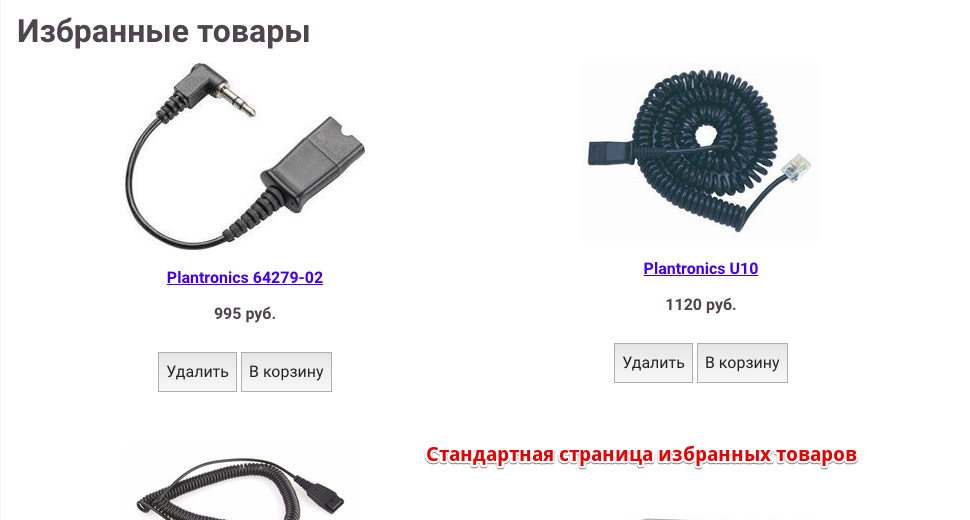 Избранные товары
Plantronics 64279-02
995 руб.
Удалить
В корзину
Plantronics U10
1120 руб.
Удалить
В корзину
Стандартная страница избранных товаров